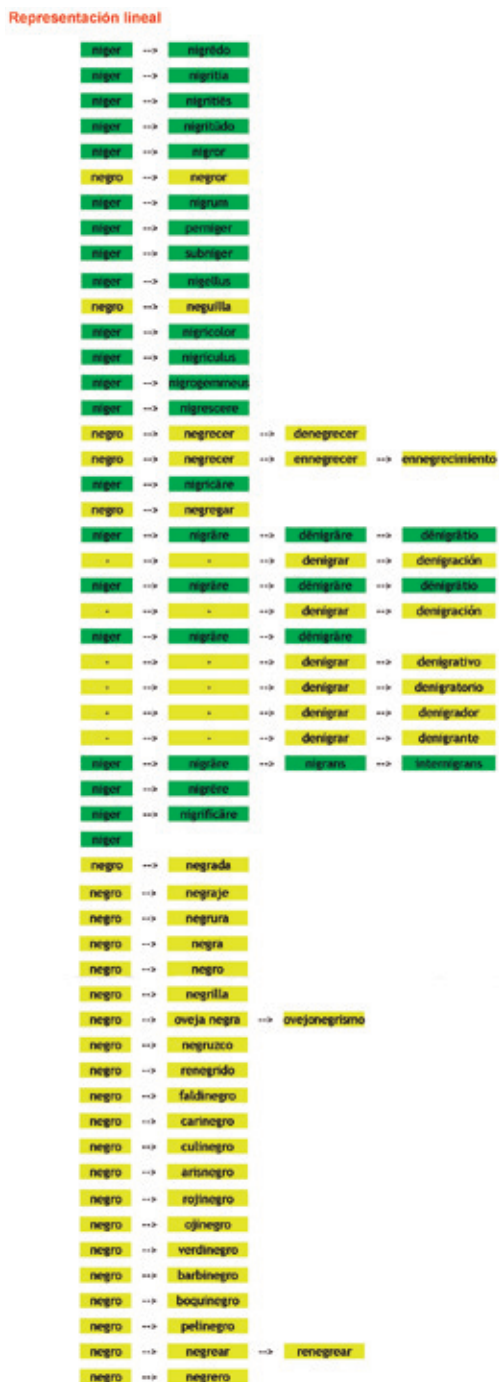 Representación lineal
niger --> nigrēdo
niger --> nigritia
niger --> nigritiēs
niger --> nigritūdo
niger --> nigror
negro --> negror
niger --> nigrum
niger --> perniger
niger --> subniger
niger --> nigellus
negro --> neguilla
niger --> nigricolor
niger --> nigriculus
niger --> nigrogemmeus
niger --> nigrescere
negro --> negrecer --> denegrecer
negro --> negrecer --> ennegrecer --> ennegrecimiento
niger --> nigricāre
negro --> negregar
niger --> nigrāre --> dēnigrāre --> dēnigrātio
- --> - --> denigrar --> denigración
niger --> nigrāre --> dēnigrāre --> dēnigrātio
- --> - --> denigrar --> denigración
niger --> nigrāre --> dēnigrāre
- --> - --> denigrar --> denigrativo
- --> - --> denigrar --> denigratorio
- --> - --> denigrar --> denigrador
- --> - --> denigrar --> denigrante
niger --> nigrāre --> nigrans --> internigrans
niger --> nigrēre
niger --> nigrificāre
niger
negro --> negrada
negro --> negraje
negro --> negrura
negro --> negra
negro --> negro
negro --> negrilla
negro --> oveja negra --> ovejonegrismo
negro --> negruzco
negro --> renegrido
negro --> faldinegro
negro --> carinegro
negro --> culinegro
negro --> arisnegro
negro --> rojinegro
negro --> ojinegro
negro --> verdinegro
negro --> barbinegro
negro --> boquinegro
negro --> pelinegro
negro --> negrear --> renegrear
negro --> negrero